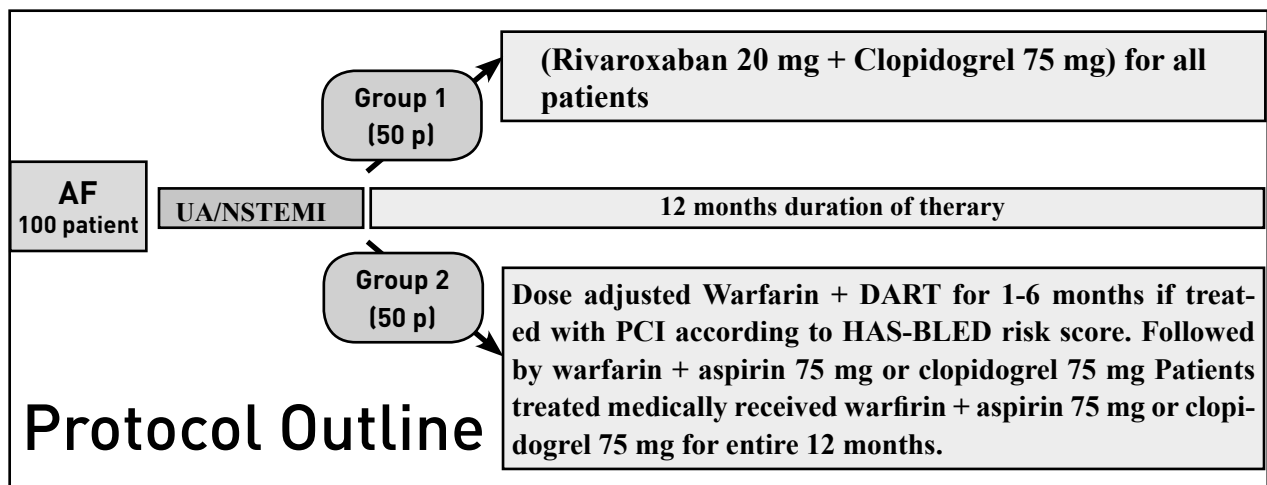 (Rivaroxaban 20 mg + Clopidogrel 75 mg) for all
patients
Group 1
(50 p)
AF
100 patient
UA/NSTEMI
12 months duration of therary
Group 2
(50 p)
Dose adjusted Warfarin + DART for 1-6 months if treat-
ed with PCI according to HAS-BLED risk score. Followed
by warfarin + aspirin 75 mg or clopidogrel 75 mg Patients
treated medically received warfirin + aspirin 75 mg or clopi-
dogrel 75 mg for entire 12 months.
Protocol Outline